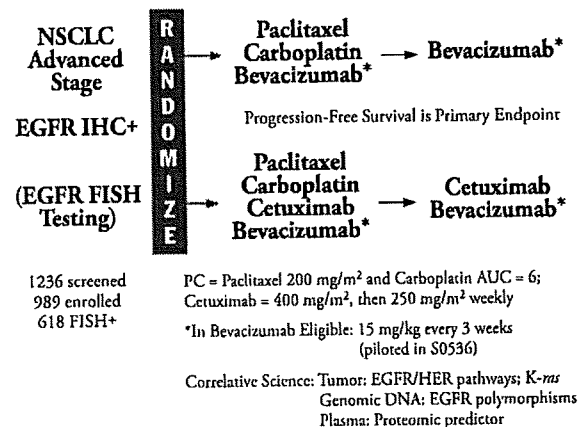 NSCLC
Advanced
Stage
EGFR IHC+
(EGFR FISH
Testing)
RANDOMIZE
Paclitaxel
Carboplatin
Bevacizumab*
Bevacizumab*
Progression-Free Survival is Primary Endpoint
Paclitaxel
Carboplatin
Cetuximab
Bevacizumab*
Cetuximab
Bevacizumab*
1236 screened
989 enrolled
618 FISH+
PC = Paclitaxel 200 mg/m² and Carboplatin AUC = 6;
Cetuximab = 400 mg/m², then 250 mg/m² weekly
*In Bevacizumab Eligible: 15 mg/kg every 3 weeks
(piloted in S0536)
Correlative Science: Tumor: EGFR/HER pathways; K-ras
Genomic DNA: EGFR polymorphisms
Plasma: Proteomic predictor